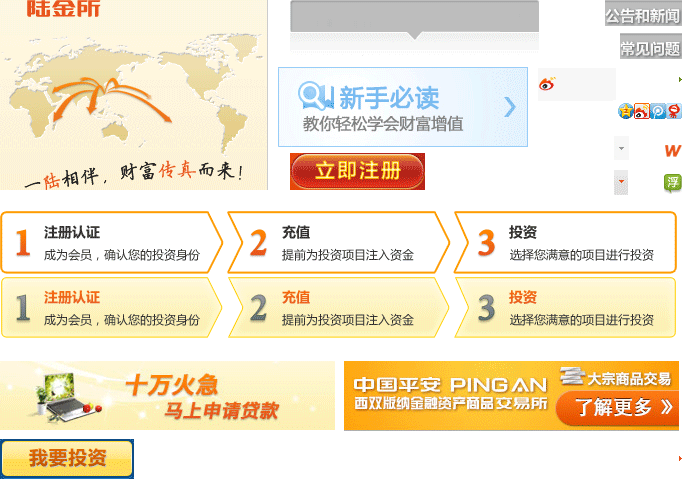 陆金所
一陆相伴，财富传真而来！
新手必读
教你轻松学会财富增值
立即注册
公告和新闻
常见问题
w
浮
1 注册认证
成为会员，确认您的投资身份
2 充值
提前为投资项目注入资金
3 投资
选择您满意的项目进行投资
1 注册认证
成为会员，确认您的投资身份
2 充值
提前为投资项目注入资金
3 投资
选择您满意的项目进行投资
十万火急
马上申请贷款
中国平安 PINGAN
西双版纳金融资产商品交易所
大宗商品交易
了解更多 》
我要投资